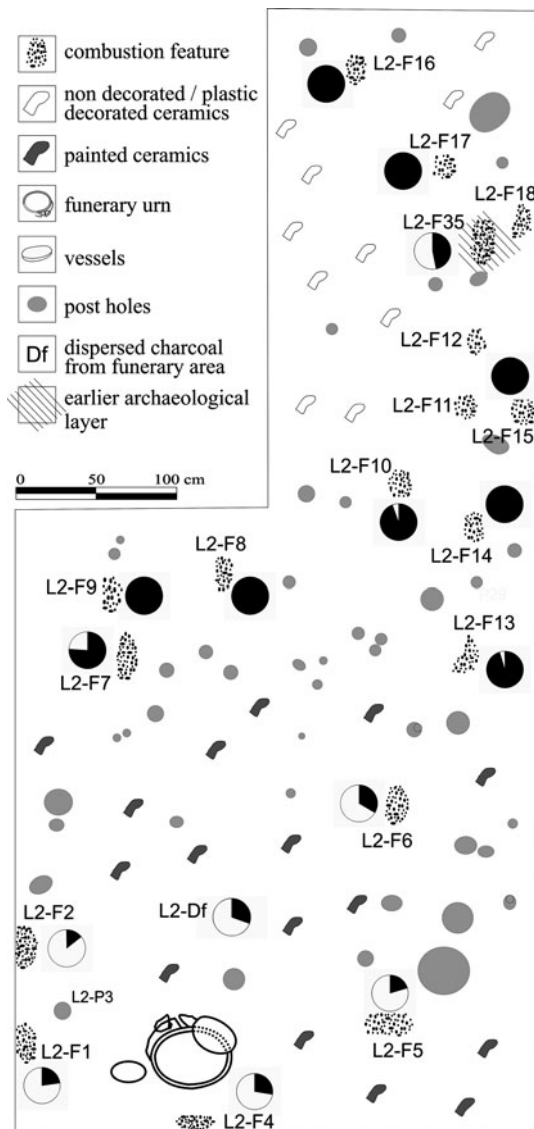 combustion feature
non decorated / plastic
decorated ceramics
painted ceramics
funerary urn
vessels
post holes
Df
dispersed charcoal
from funerary area
earlier archaeological
layer
0 50 100 cm
L2-F16
L2-F17
L2-F18
L2-F35
L2-F12
L2-F11
L2-F15
L2-F10
L2-F14
L2-F8
L2-F9
L2-F13
L2-F7
L2-F6
L2-Df
L2-F2
L2-P3
L2-F1
L2-F5
L2-F4